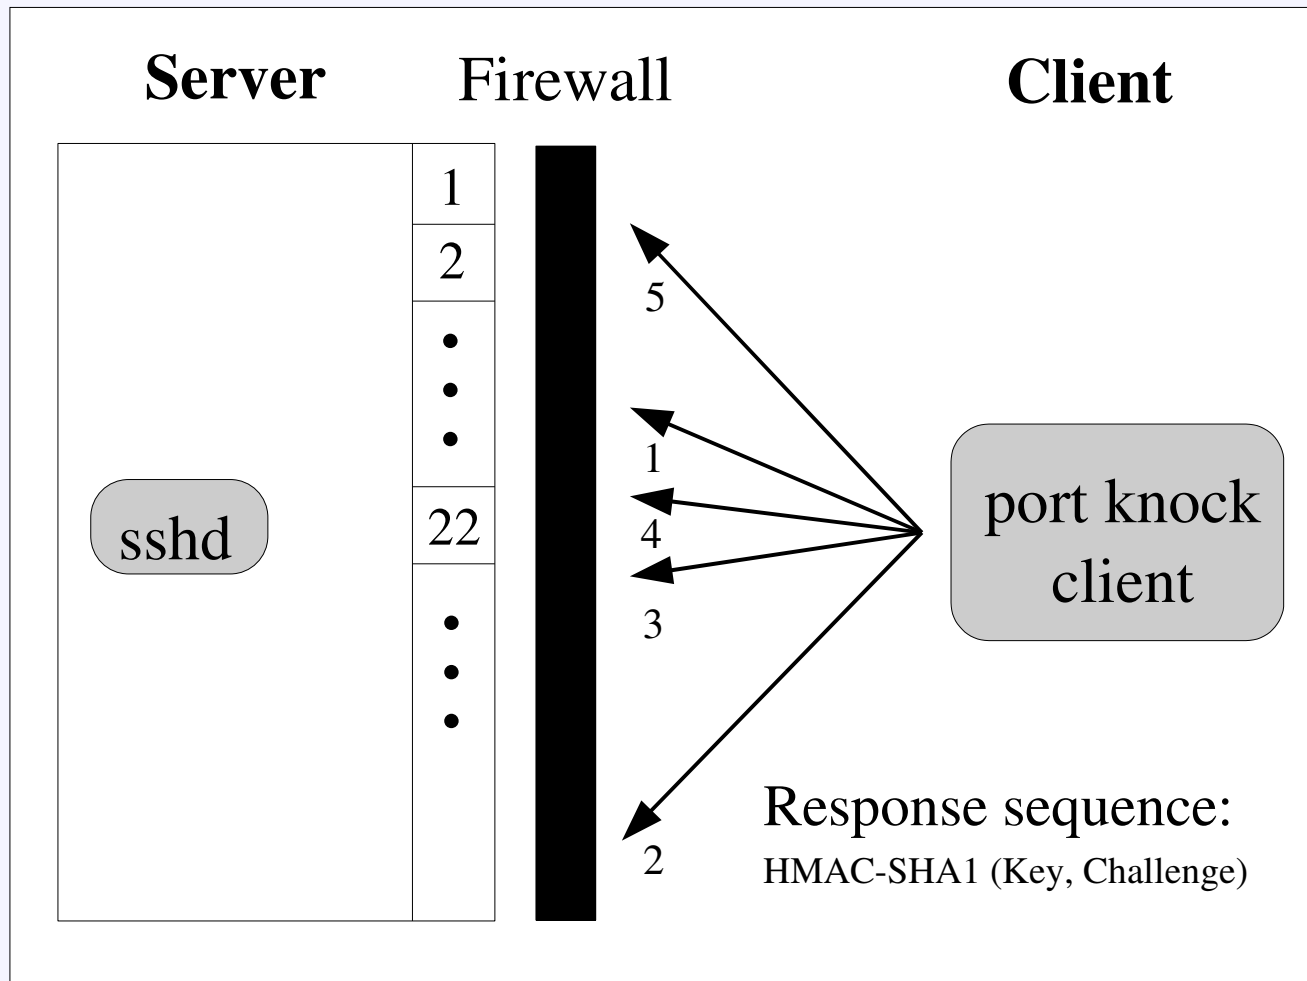 Server
Firewall
Client
1
2
22
sshd
5
1
4
3
2
port knock
client
Response sequence:
HMAC-SHA1 (Key, Challenge)